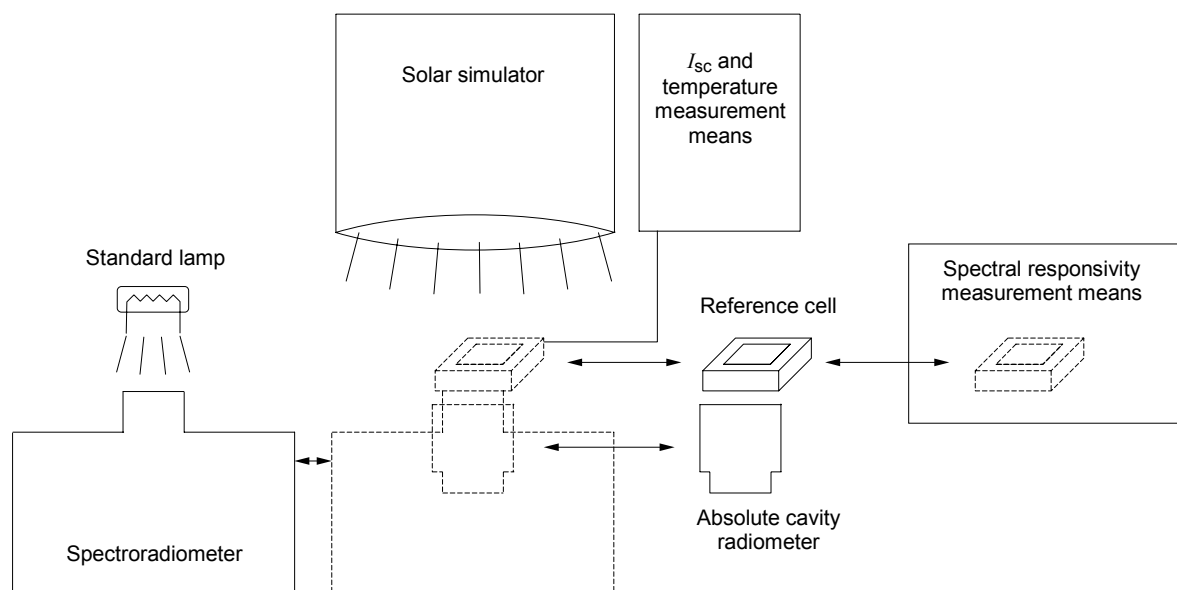 Solar simulator
Isc and
temperature
measurement
means
Standard lamp
Spectral responsivity
measurement means
Reference cell
Absolute cavity
radiometer
Spectroradiometer